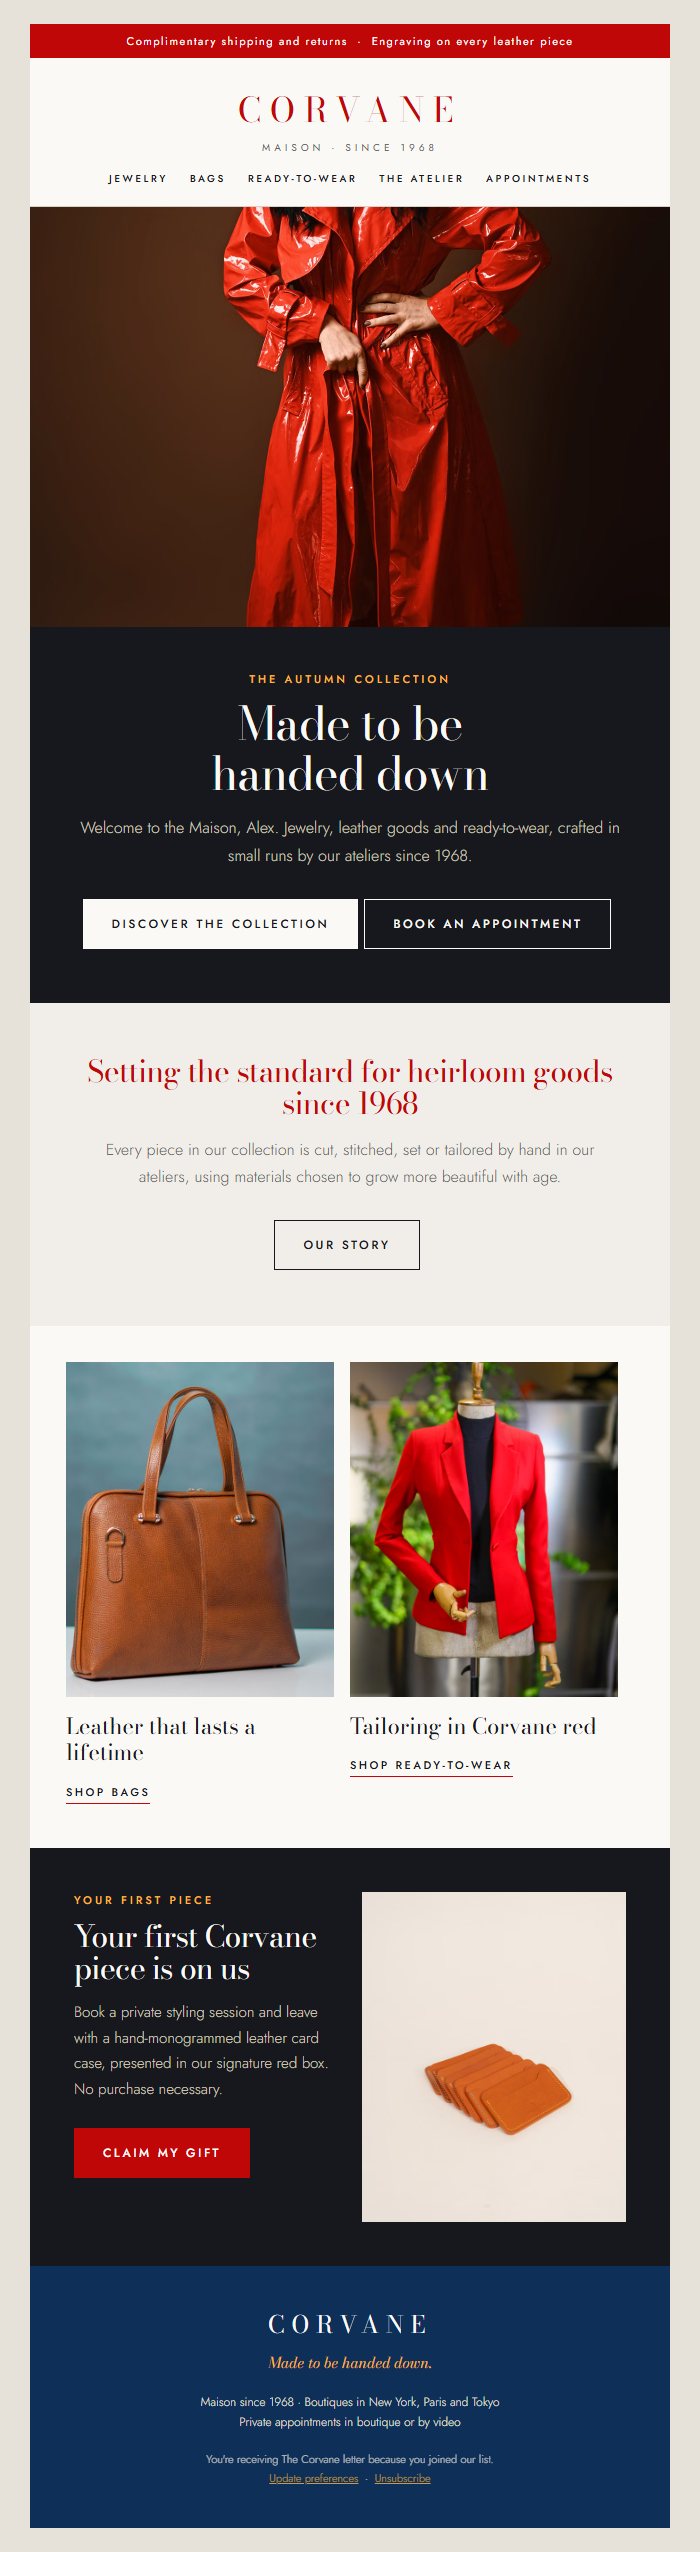 Complimentary shipping and returns · Engraving on every leather piece
CORVANE
MAISON · SINCE 1968
JEWELRY BAGS READY-TO-WEAR THE ATELIER APPOINTMENTS
THE AUTUMN COLLECTION
Made to be
handed down
Welcome to the Maison, Alex. Jewelry, leather goods and ready-to-wear, crafted in
small runs by our ateliers since 1968.
DISCOVER THE COLLECTION BOOK AN APPOINTMENT
Setting the standard for heirloom goods
since 1968
Every piece in our collection is cut, stitched, set or tailored by hand in our
ateliers, using materials chosen to grow more beautiful with age.
OUR STORY
Leather that lasts a
lifetime
SHOP BAGS
Tailoring in Corvane red
SHOP READY-TO-WEAR
YOUR FIRST PIECE
Your first Corvane
piece is on us
Book a private styling session and leave
with a hand-monogrammed leather card
case, presented in our signature red box.
No purchase necessary.
CLAIM MY GIFT
CORVANE
Made to be handed down.
Maison since 1968 · Boutiques in New York, Paris and Tokyo
Private appointments in boutique or by video
You're receiving The Corvane letter because you joined our list.
Update preferences · Unsubscribe